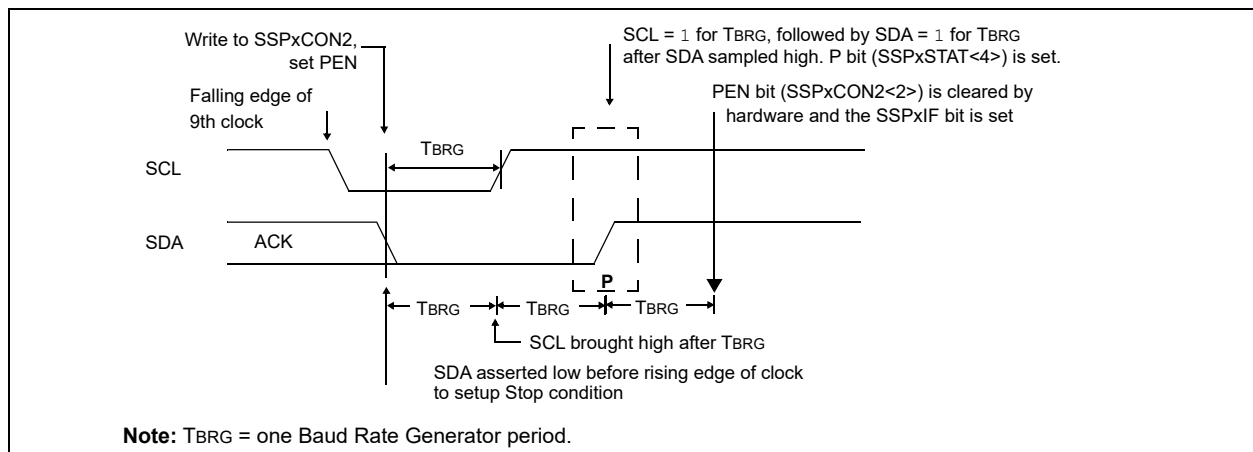 Write to SSPxCON2,
set PEN
SCL = 1 for TBRG, followed by SDA = 1 for TBRG
after SDA sampled high. P bit (SSPxSTAT<4>) is set.
Falling edge of
9th clock
PEN bit (SSPxCON2<2>) is cleared by
hardware and the SSPxIF bit is set
TBRG
SCL
SDA
ACK
P
TBRG
TBRG
TBRG
SCL brought high after TBRG
SDA asserted low before rising edge of clock
to setup Stop condition
Note: TBRG = one Baud Rate Generator period.